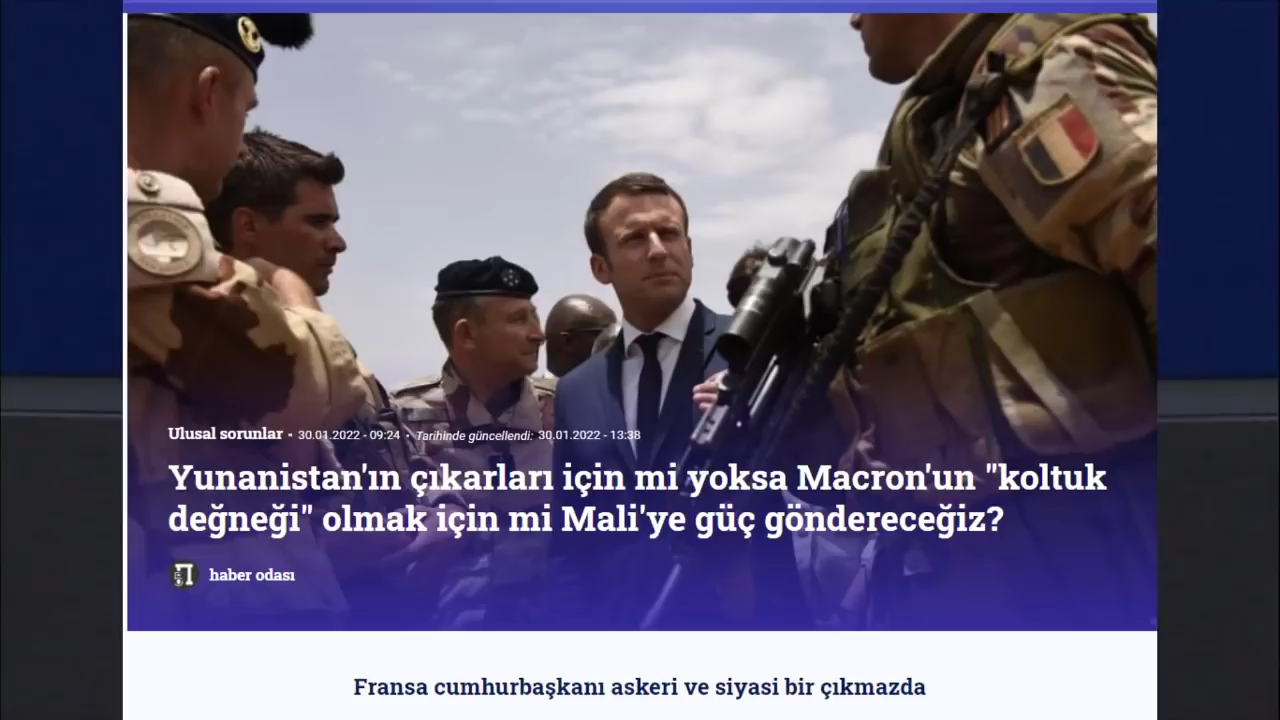 Ulusal sorunlar • 30.01.2022 - 09:24 • Tarihinde güncellendi: 30.01.2022 - 13:38
Yunanistan'ın çıkarları için mi yoksa Macron'un "koltuk
değneği" olmak için mi Mali'ye güç göndereceğiz?
haber odası
Fransa cumhurbaşkanı askeri ve siyasi bir çıkmazda